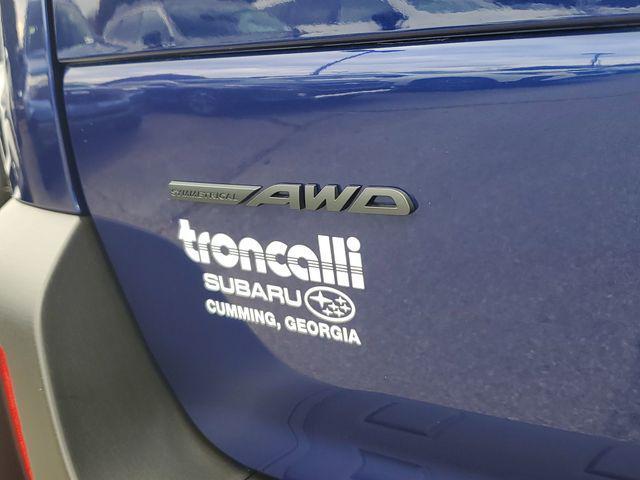 SYMMETRICAL AWD
troncalli
SUBARU
CUMMING, GEORGIA